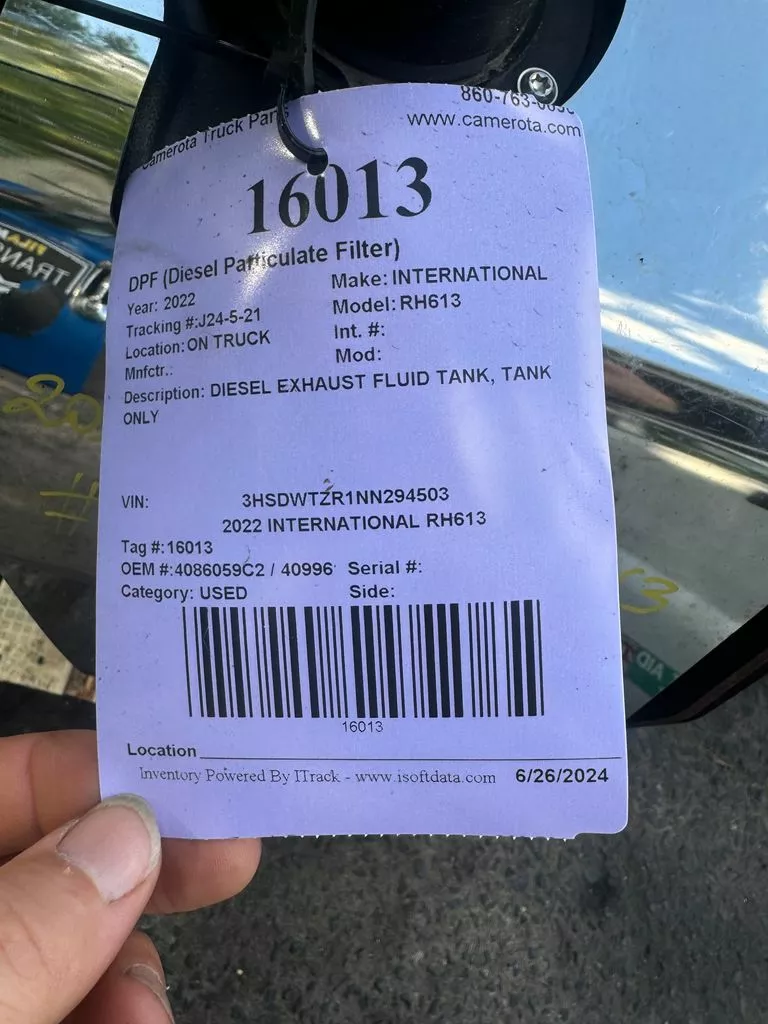 860-763-
Camerota Truck Parts
www.camerota.com
16013
DPF (Diesel Particulate Filter)
Year: 2022
Make: INTERNATIONAL
Tracking #:J24-5-21
Model: RH613
Location: ON TRUCK
Int. #:
Mnfctr.:
Mod:
Description: DIESEL EXHAUST FLUID TANK, TANK
ONLY
VIN: 3HSDWTZR1NN294503
2022 INTERNATIONAL RH613
Tag #:16013
OEM #:4086059C2 / 40996 Serial #:
Category: USED Side:
16013
Location
Inventory Powered By ITrack - www.isoftdata.com 6/26/2024